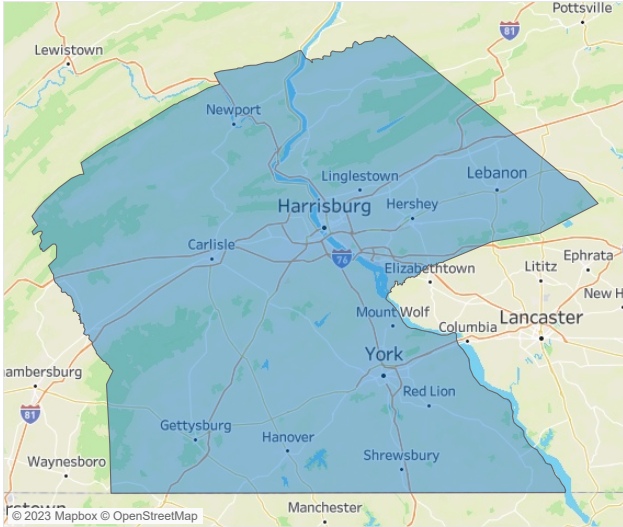 Pottsville
81
Lewistown
Newport
Linglestown
Lebanon
Harrisburg
Hershey
Carlisle
76
Ephrata
Elizabethtown
Lititz
New H
Mount Wolf
Lancaster
Columbia
York
ambersburg
Red Lion
81
Gettysburg
Hanover
Shrewsbury
Waynesboro
rstown
Manchester
© 2023 Mapbox © OpenStreetMap